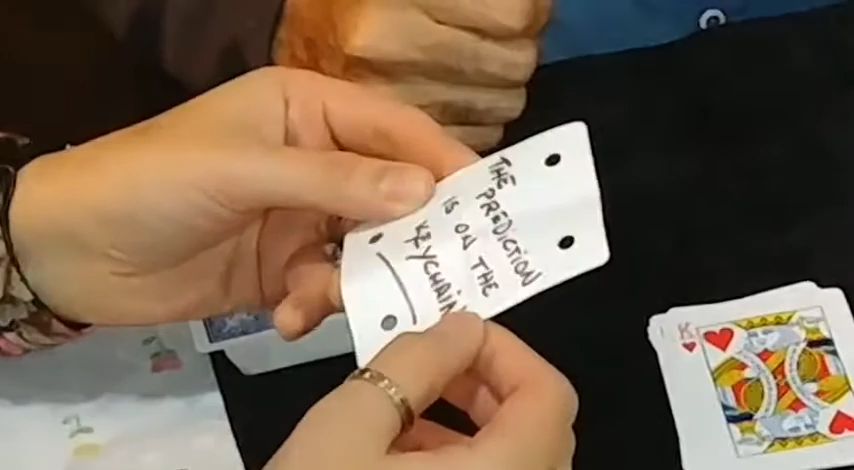 THE
PREDICTION
IS ON THE
KEYCHAIN
K